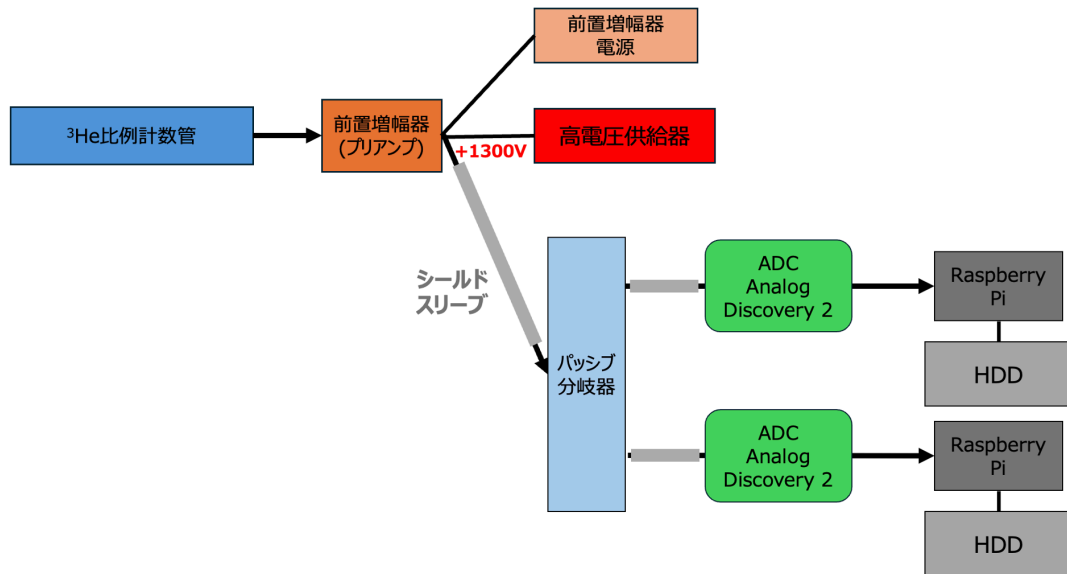 前置増幅器
電源
³He比例計数管
前置増幅器
(プリアンプ)
高電圧供給器
+1300V
シールド
スリーブ
パッシブ
分岐器
ADC
Analog
Discovery 2
Raspberry
Pi
HDD
ADC
Analog
Discovery 2
Raspberry
Pi
HDD